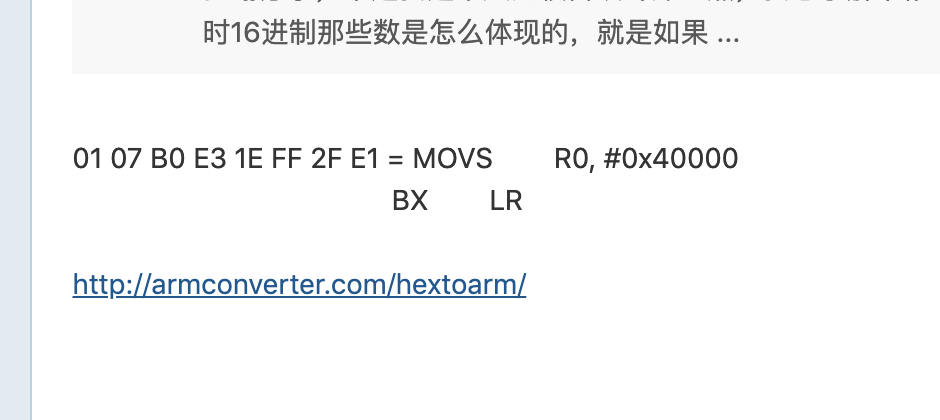 时16进制那些数是怎么体现的，就是如果 ...
01 07 B0 E3 1E FF 2F E1 = MOVS R0, #0x40000
BX LR
http://armconverter.com/hextoarm/